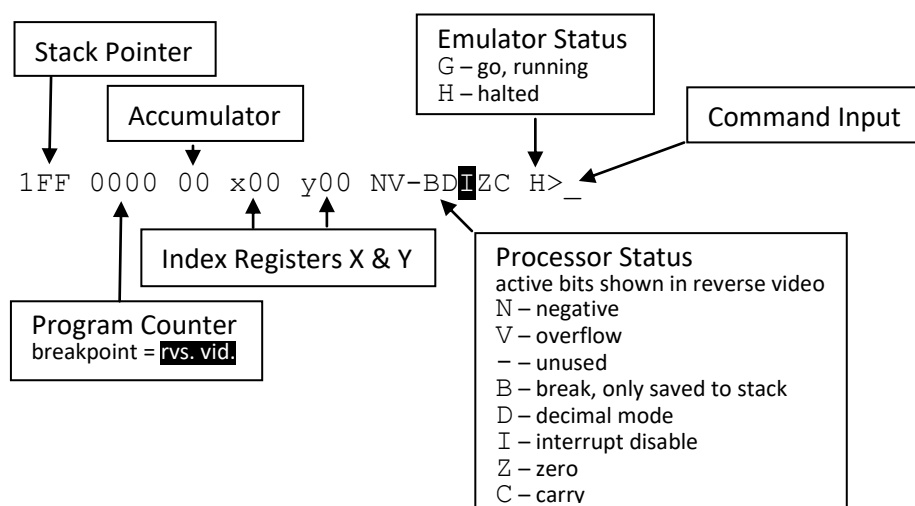 Stack Pointer
Accumulator
Emulator Status
G – go, running
H – halted
Command Input
1FF 0000 00 x00 y00 NV-BDIZC H>_
Index Registers X & Y
Program Counter
breakpoint = rvs. vid.
Processor Status
active bits shown in reverse video
N – negative
V – overflow
– – unused
B – break, only saved to stack
D – decimal mode
I – interrupt disable
Z – zero
C – carry